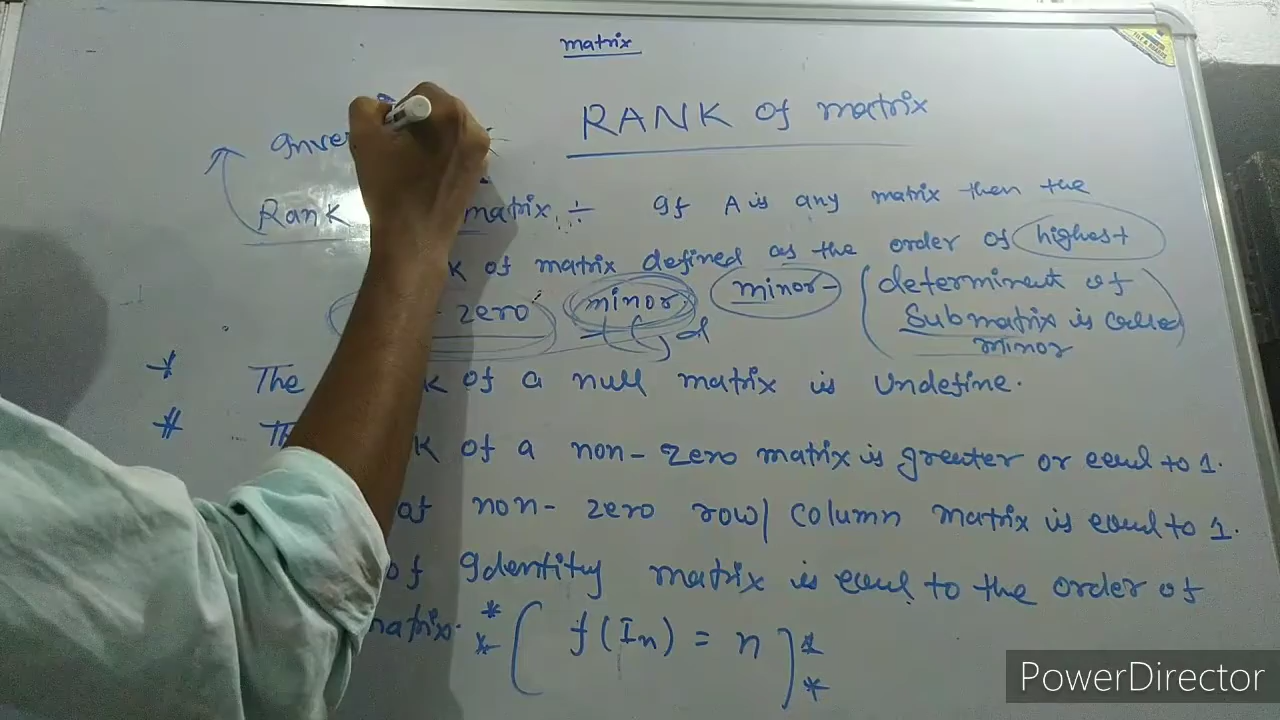 matrix
RANK of matrix
Rank matrix ÷ If A is any matrix then the
K of matrix defined as the order of highest
zero minor minor - (determinent of
Submatrix is called
minor
* The K of a null matrix is Undefine.
* Th K of a non-zero matrix is greater or equal to 1.
of non-zero row/column matrix is equal to 1.
of Identity matrix is equal to the order of
matrix. ** [ f(In) = n ] **
PowerDirector